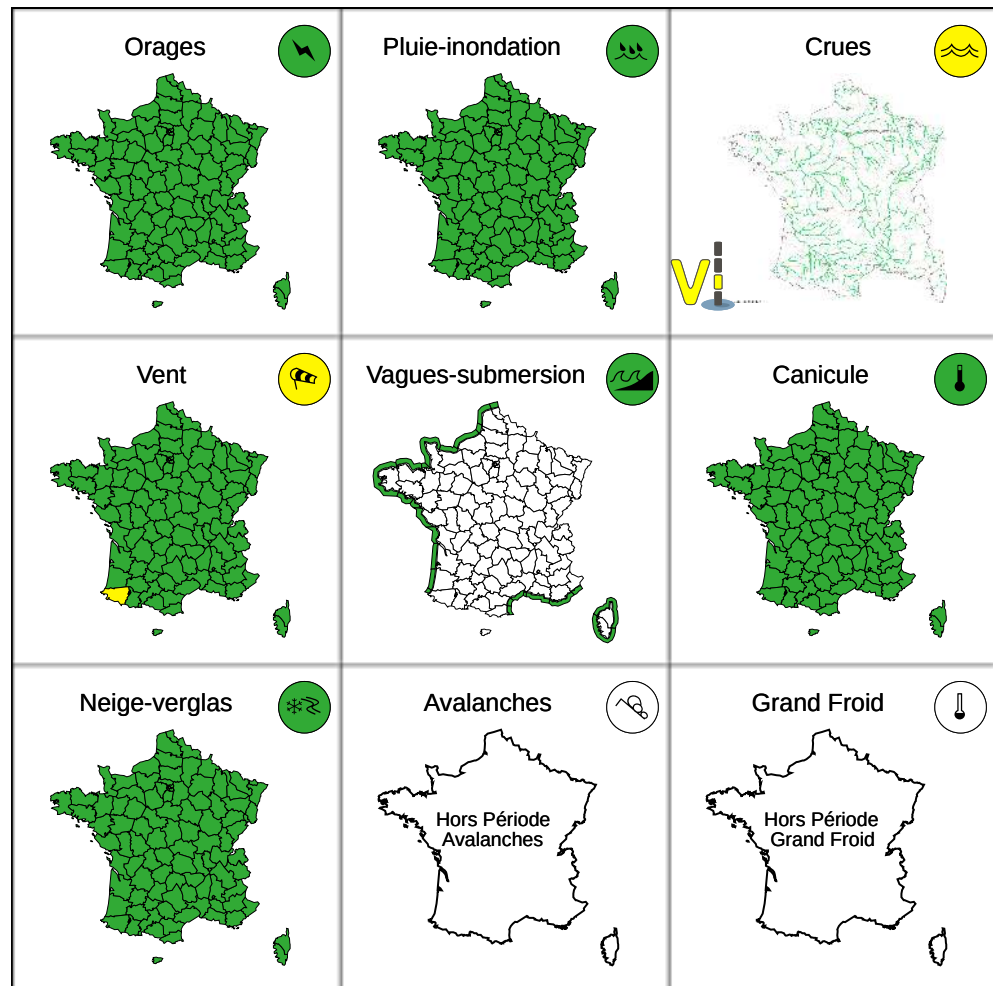 Orages
Pluie-inondation
Crues
Vi
Vent
Vagues-submersion
Canicule
Neige-verglas
Avalanches
Grand Froid
Hors Période
Avalanches
Hors Période
Grand Froid